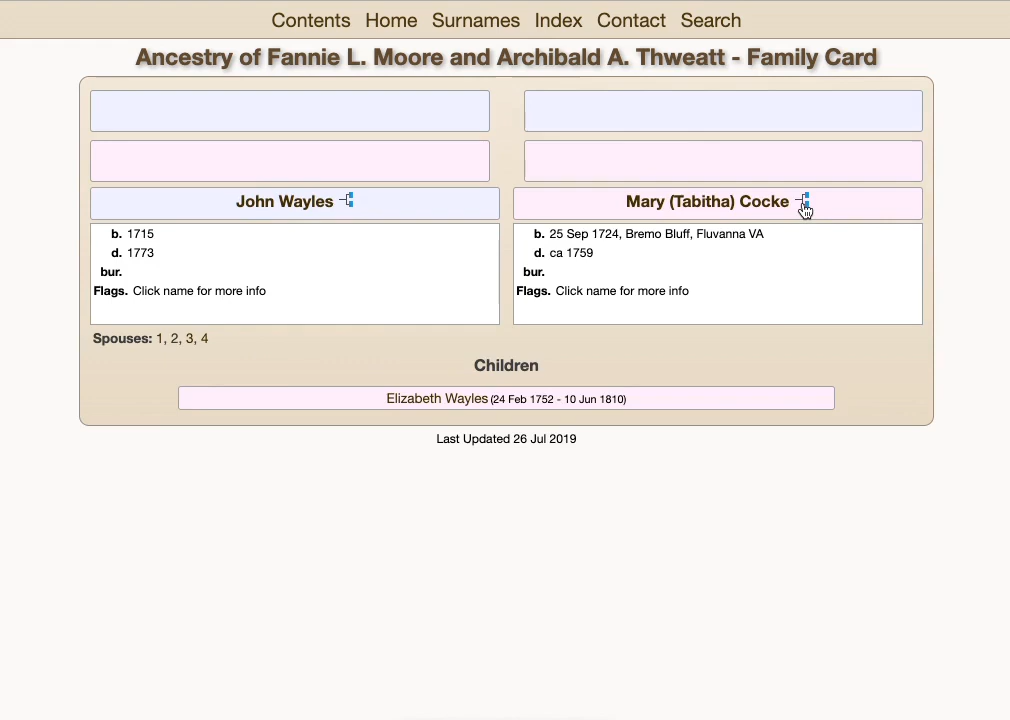 Contents Home Surnames Index Contact Search
Ancestry of Fannie L. Moore and Archibald A. Thweatt - Family Card
John Wayles
Mary (Tabitha) Cocke
b. 1715
d. 1773
bur.
Flags. Click name for more info
b. 25 Sep 1724, Bremo Bluff, Fluvanna VA
d. ca 1759
bur.
Flags. Click name for more info
Spouses: 1, 2, 3, 4
Children
Elizabeth Wayles (24 Feb 1752 - 10 Jun 1810)
Last Updated 26 Jul 2019